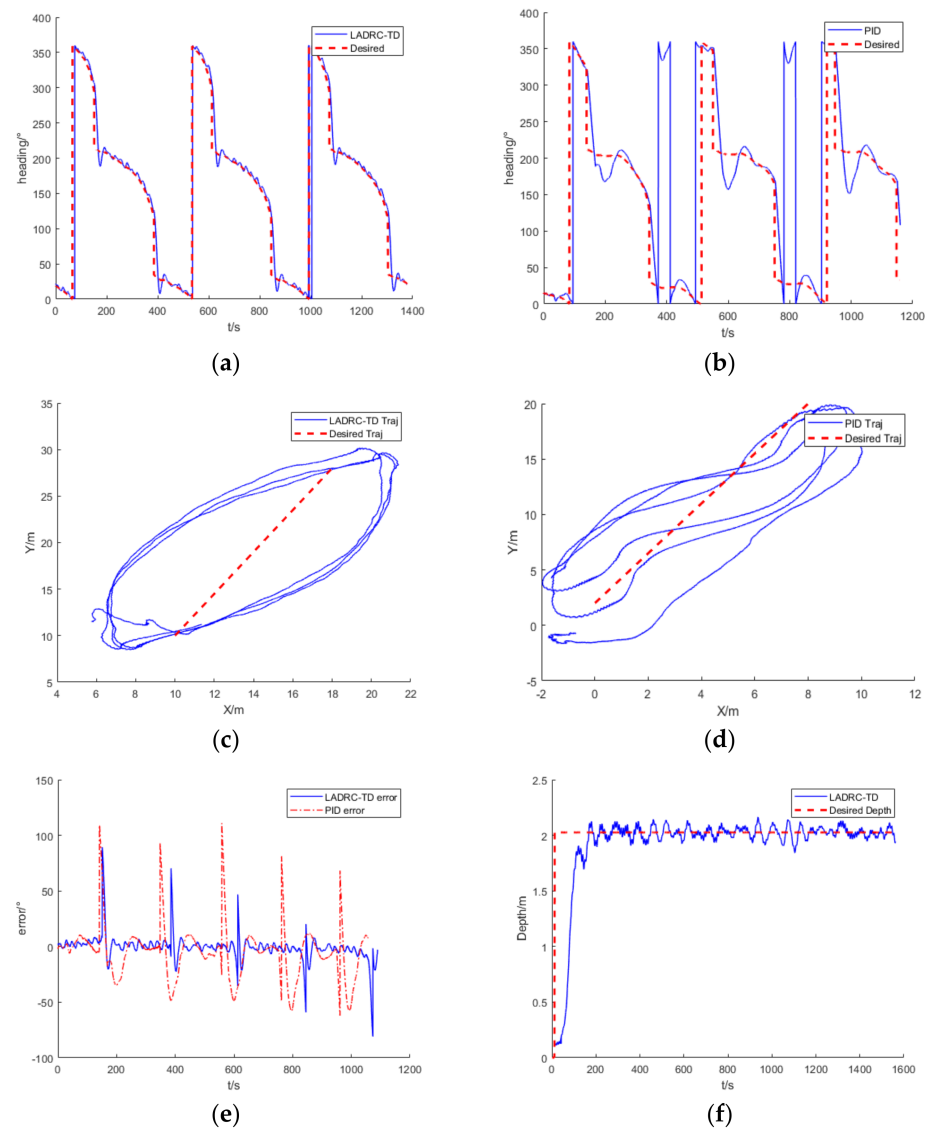 400
350
300
250
200
150
100
50
0
heading/°
LADRC-TD
Desired
0 200 400 600 800 1000 1200 1400
t/s
(a)
400
350
300
250
200
150
100
50
0
heading/°
PID
Desired
0 200 400 600 800 1000 1200
t/s
(b)
35
30
25
20
15
10
5
Y/m
LADRC-TD Traj
Desired Traj
4 6 8 10 12 14 16 18 20 22
X/m
(c)
20
15
10
5
0
-5
Y/m
PID Traj
Desired Traj
-2 0 2 4 6 8 10 12
X/m
(d)
150
100
50
0
-50
-100
error/°
LADRC-TD error
PID error
0 200 400 600 800 1000 1200
t/s
(e)
2.5
2
1.5
1
0.5
0
Depth/m
LADRC-TD
Desired Depth
0 200 400 600 800 1000 1200 1400 1600
t/s
(f)